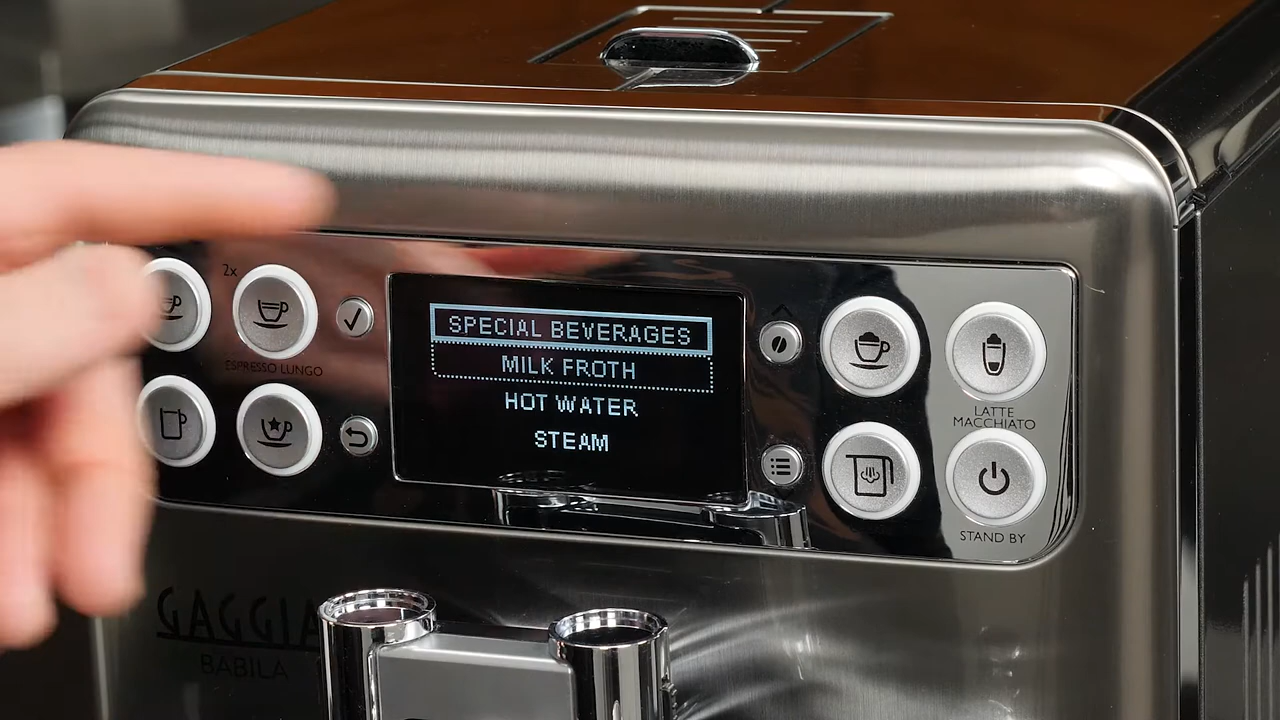 2x
ESPRESSO LUNGO
SPECIAL BEVERAGES
MILK FROTH
HOT WATER
STEAM
LATTE
MACCHIATO
STAND BY
GAGGIA
BABILA